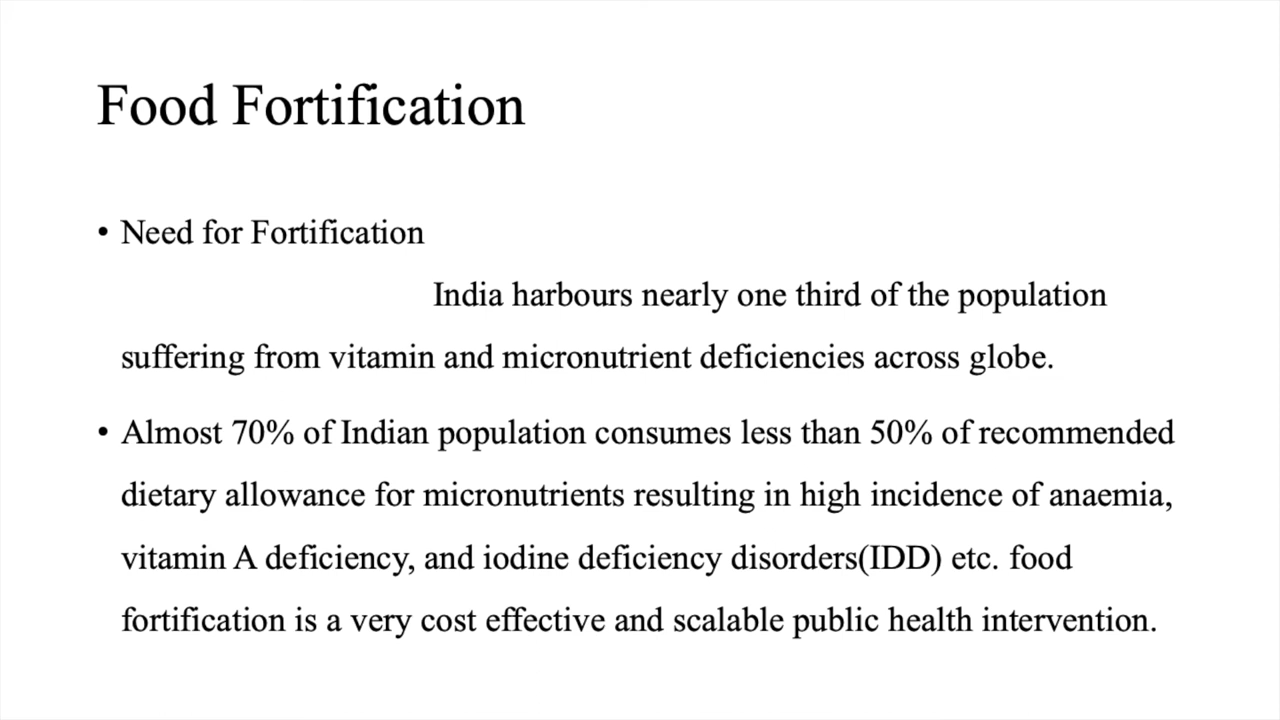 Food Fortification
• Need for Fortification
India harbours nearly one third of the population
suffering from vitamin and micronutrient deficiencies across globe.
• Almost 70% of Indian population consumes less than 50% of recommended
dietary allowance for micronutrients resulting in high incidence of anaemia,
vitamin A deficiency, and iodine deficiency disorders(IDD) etc. food
fortification is a very cost effective and scalable public health intervention.